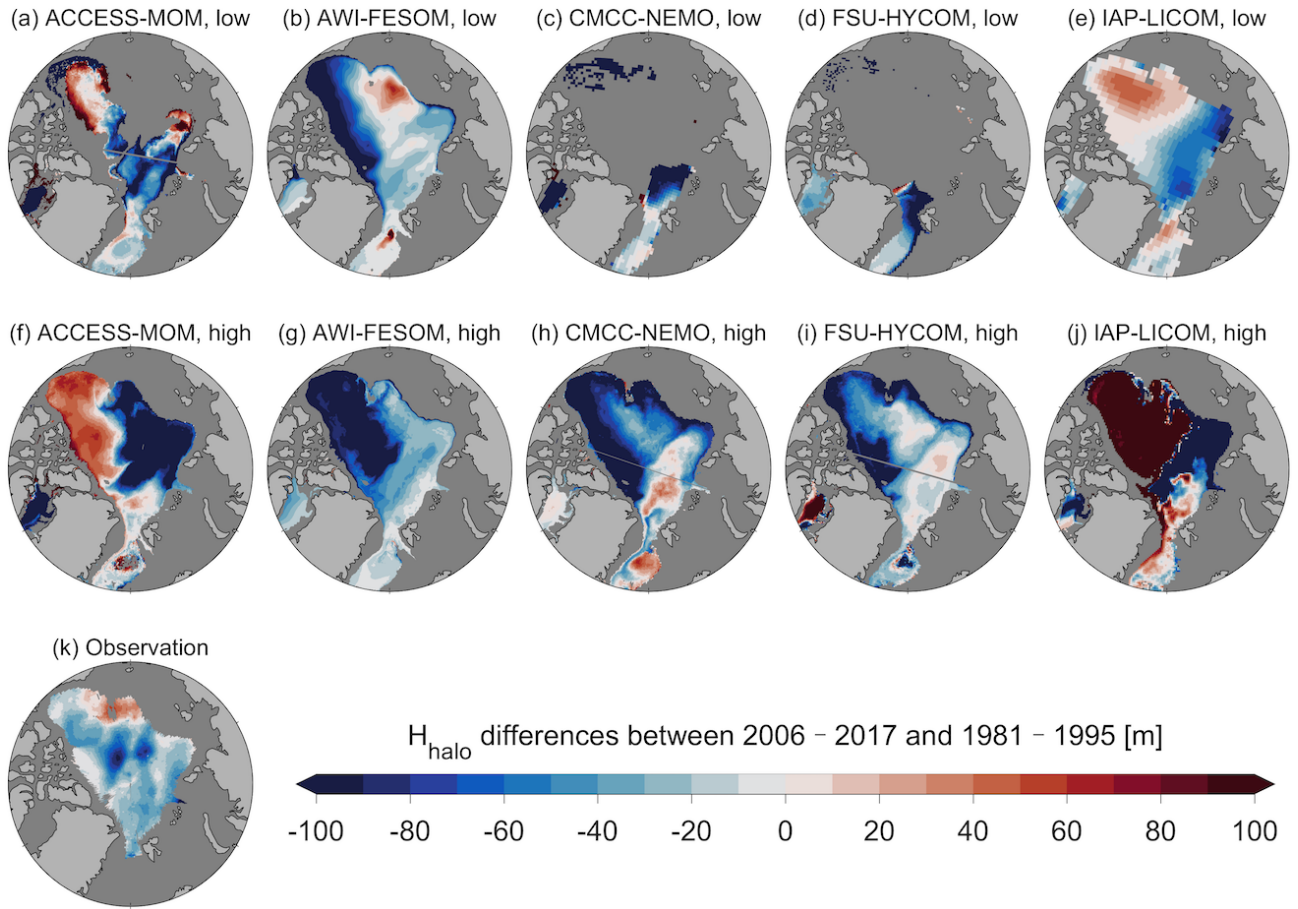 (a) ACCESS-MOM, low
(b) AWI-FESOM, low
(c) CMCC-NEMO, low
(d) FSU-HYCOM, low
(e) IAP-LICOM, low
(f) ACCESS-MOM, high
(g) AWI-FESOM, high
(h) CMCC-NEMO, high
(i) FSU-HYCOM, high
(j) IAP-LICOM, high
(k) Observation
H_halo differences between 2006 - 2017 and 1981 - 1995 [m]
-100 -80 -60 -40 -20 0 20 40 60 80 100